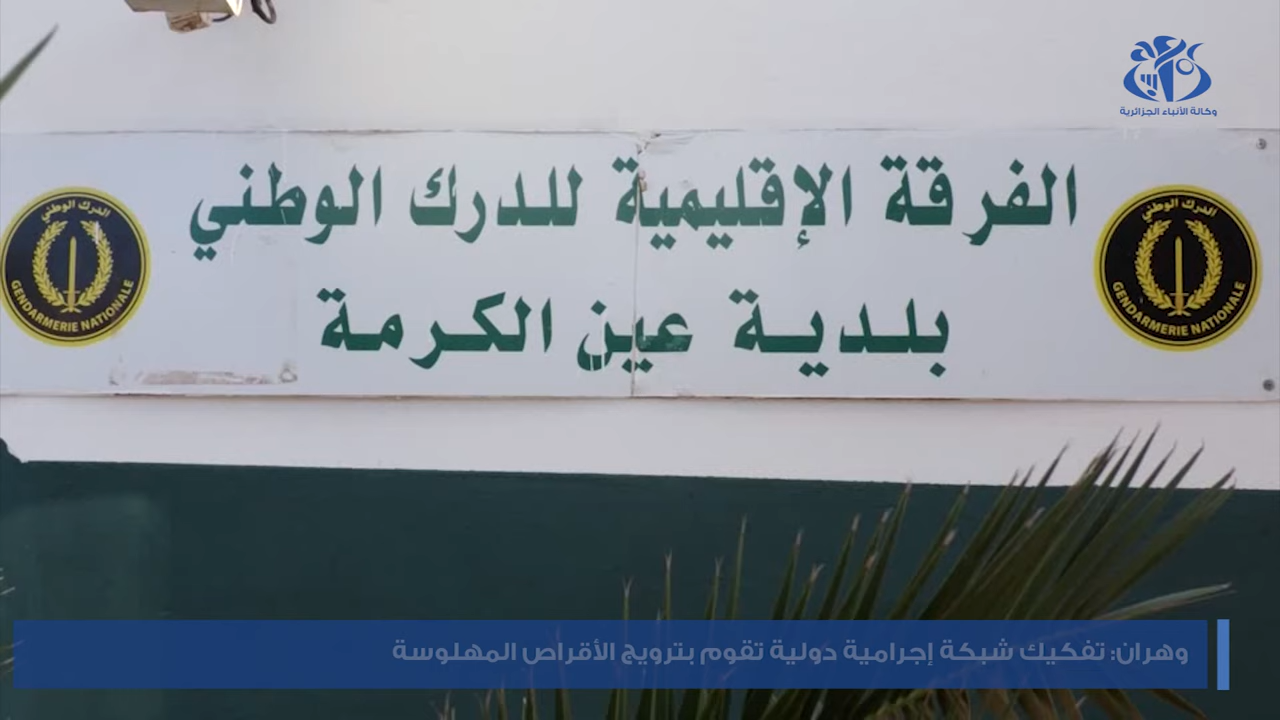 وكالة الأنباء الجزائرية
الفرقة الإقليمية للدرك الوطني
بلدية عين الكرمة
الدرك الوطني
GENDARMERIE NATIONALE
الدرك الوطني
GENDARMERIE NATIONALE
وهران: تفكيك شبكة إجرامية دولية تقوم بترويج الأقراص المهلوسة